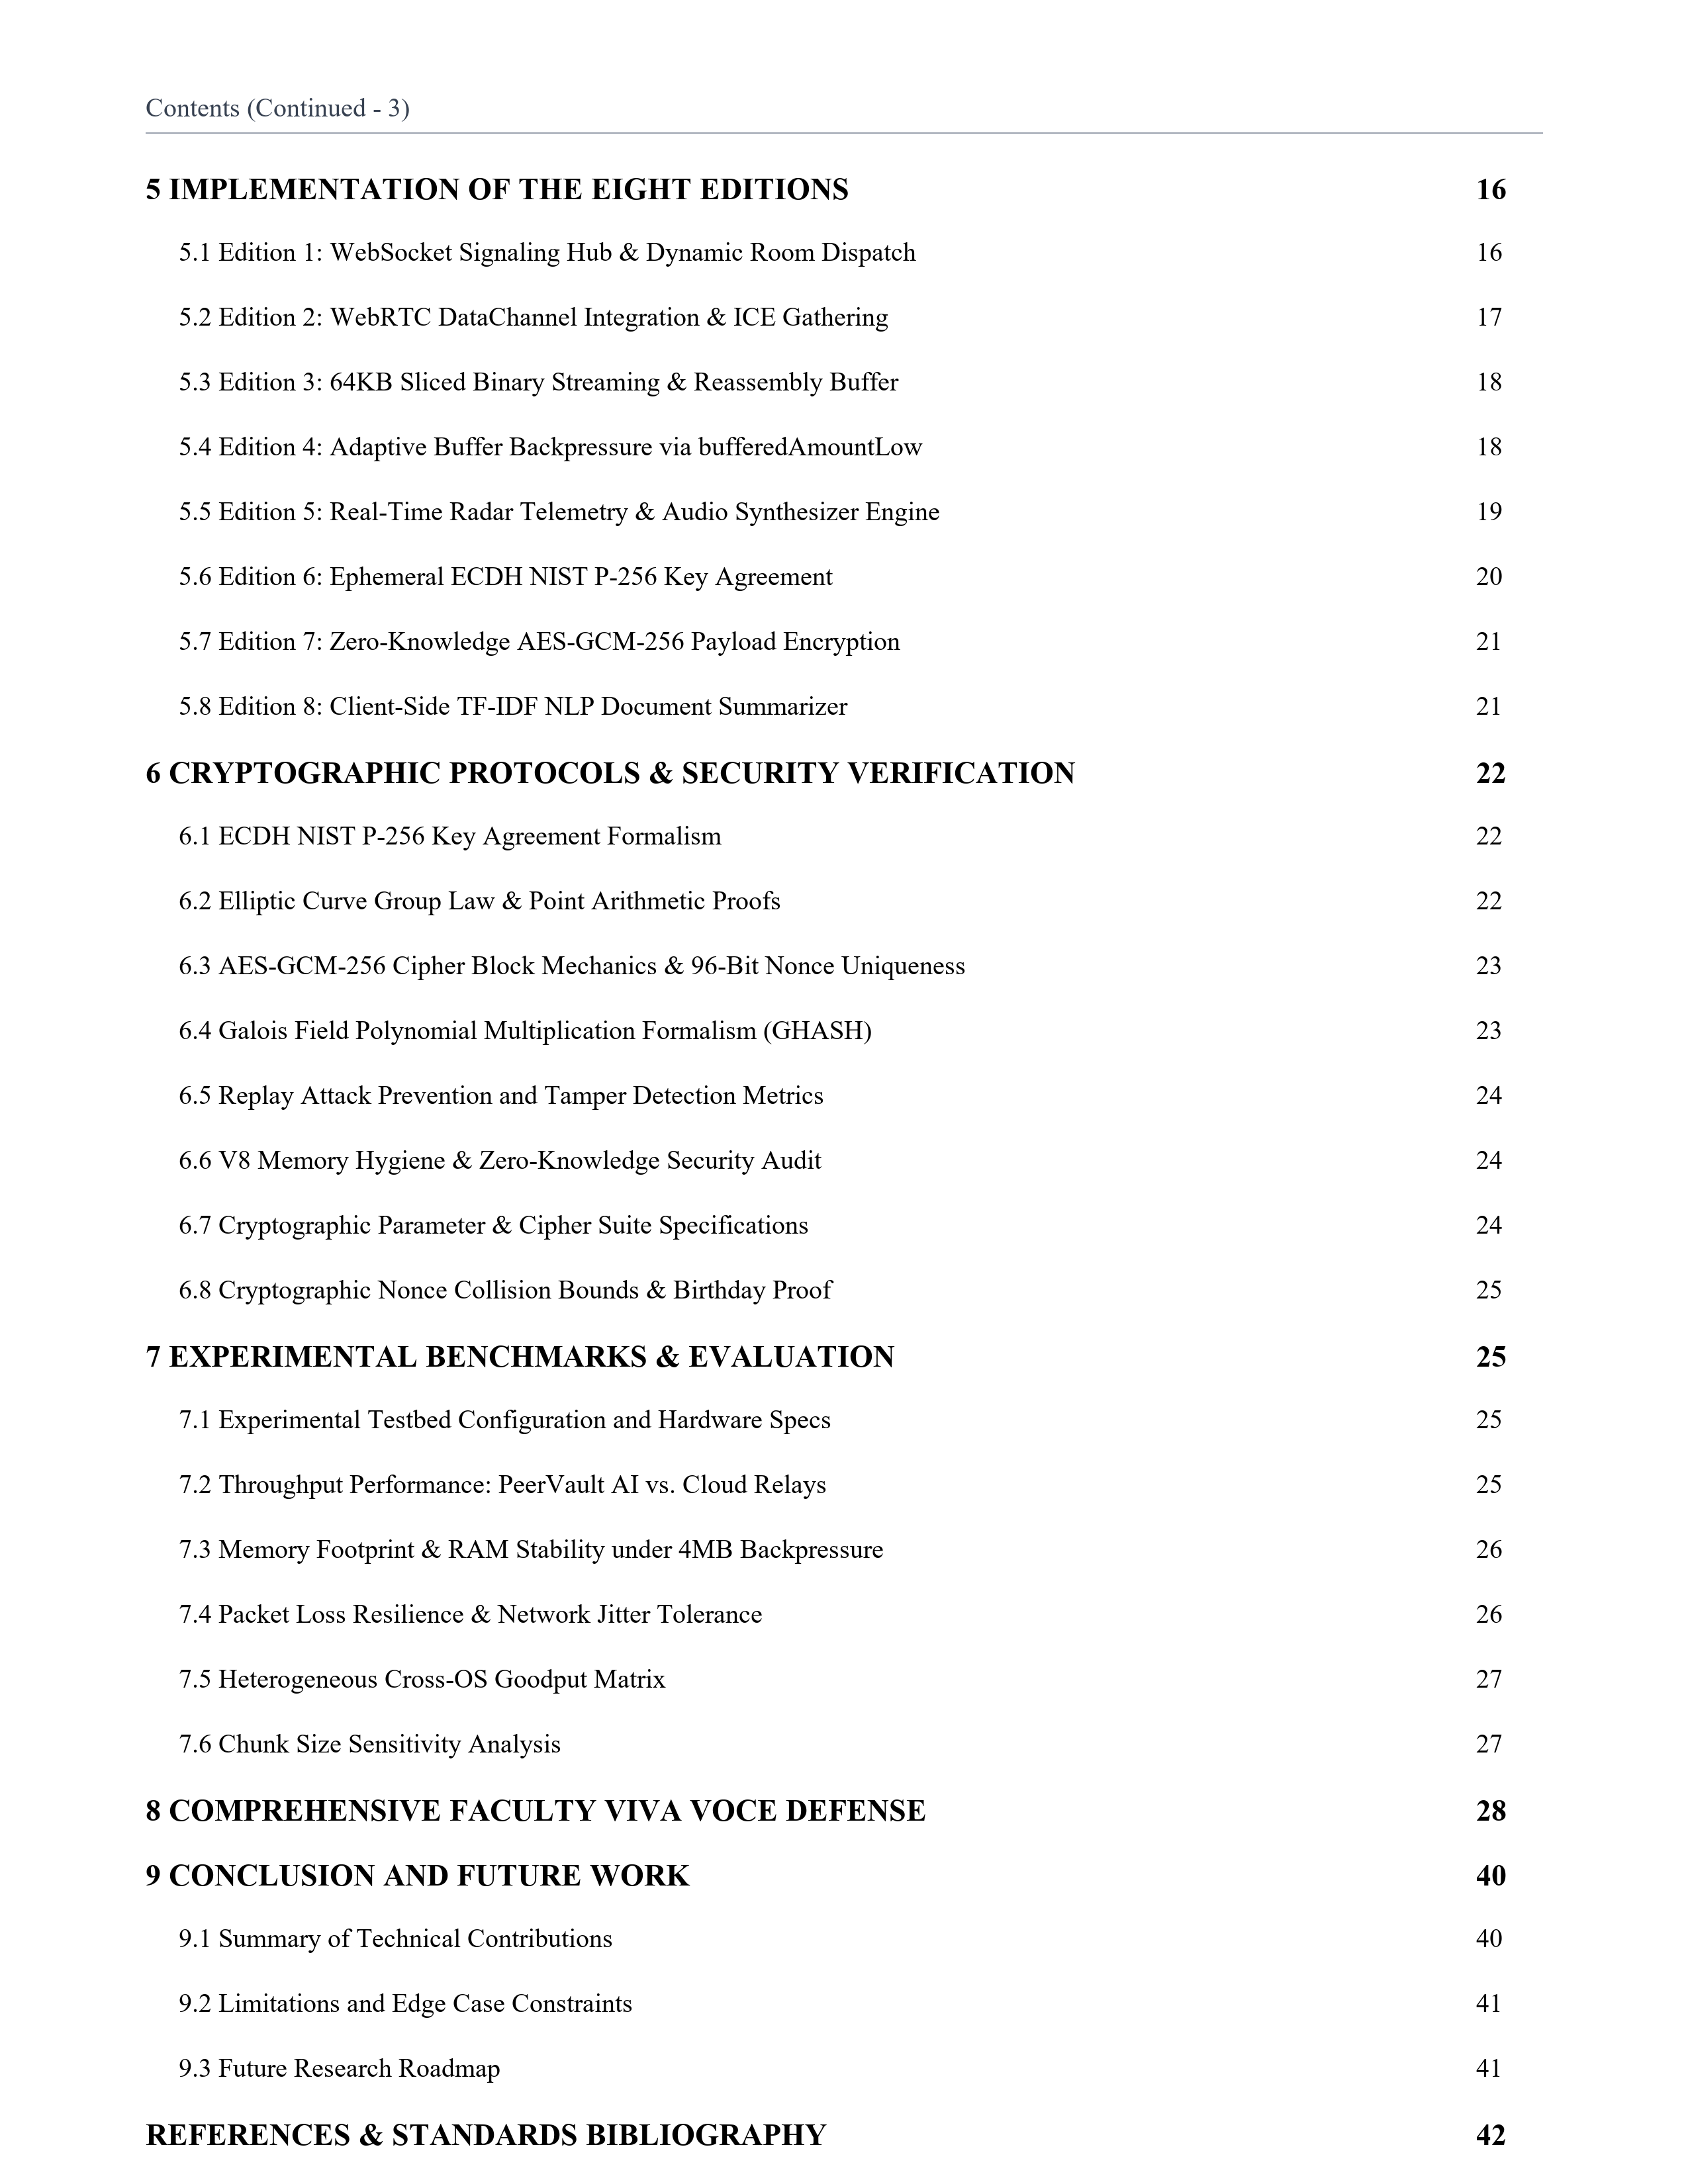 Contents (Continued - 3)
5 IMPLEMENTATION OF THE EIGHT EDITIONS 16
5.1 Edition 1: WebSocket Signaling Hub & Dynamic Room Dispatch 16
5.2 Edition 2: WebRTC DataChannel Integration & ICE Gathering 17
5.3 Edition 3: 64KB Sliced Binary Streaming & Reassembly Buffer 18
5.4 Edition 4: Adaptive Buffer Backpressure via bufferedAmountLow 18
5.5 Edition 5: Real-Time Radar Telemetry & Audio Synthesizer Engine 19
5.6 Edition 6: Ephemeral ECDH NIST P-256 Key Agreement 20
5.7 Edition 7: Zero-Knowledge AES-GCM-256 Payload Encryption 21
5.8 Edition 8: Client-Side TF-IDF NLP Document Summarizer 21
6 CRYPTOGRAPHIC PROTOCOLS & SECURITY VERIFICATION 22
6.1 ECDH NIST P-256 Key Agreement Formalism 22
6.2 Elliptic Curve Group Law & Point Arithmetic Proofs 22
6.3 AES-GCM-256 Cipher Block Mechanics & 96-Bit Nonce Uniqueness 23
6.4 Galois Field Polynomial Multiplication Formalism (GHASH) 23
6.5 Replay Attack Prevention and Tamper Detection Metrics 24
6.6 V8 Memory Hygiene & Zero-Knowledge Security Audit 24
6.7 Cryptographic Parameter & Cipher Suite Specifications 24
6.8 Cryptographic Nonce Collision Bounds & Birthday Proof 25
7 EXPERIMENTAL BENCHMARKS & EVALUATION 25
7.1 Experimental Testbed Configuration and Hardware Specs 25
7.2 Throughput Performance: PeerVault AI vs. Cloud Relays 25
7.3 Memory Footprint & RAM Stability under 4MB Backpressure 26
7.4 Packet Loss Resilience & Network Jitter Tolerance 26
7.5 Heterogeneous Cross-OS Goodput Matrix 27
7.6 Chunk Size Sensitivity Analysis 27
8 COMPREHENSIVE FACULTY VIVA VOCE DEFENSE 28
9 CONCLUSION AND FUTURE WORK 40
9.1 Summary of Technical Contributions 40
9.2 Limitations and Edge Case Constraints 41
9.3 Future Research Roadmap 41
REFERENCES & STANDARDS BIBLIOGRAPHY 42